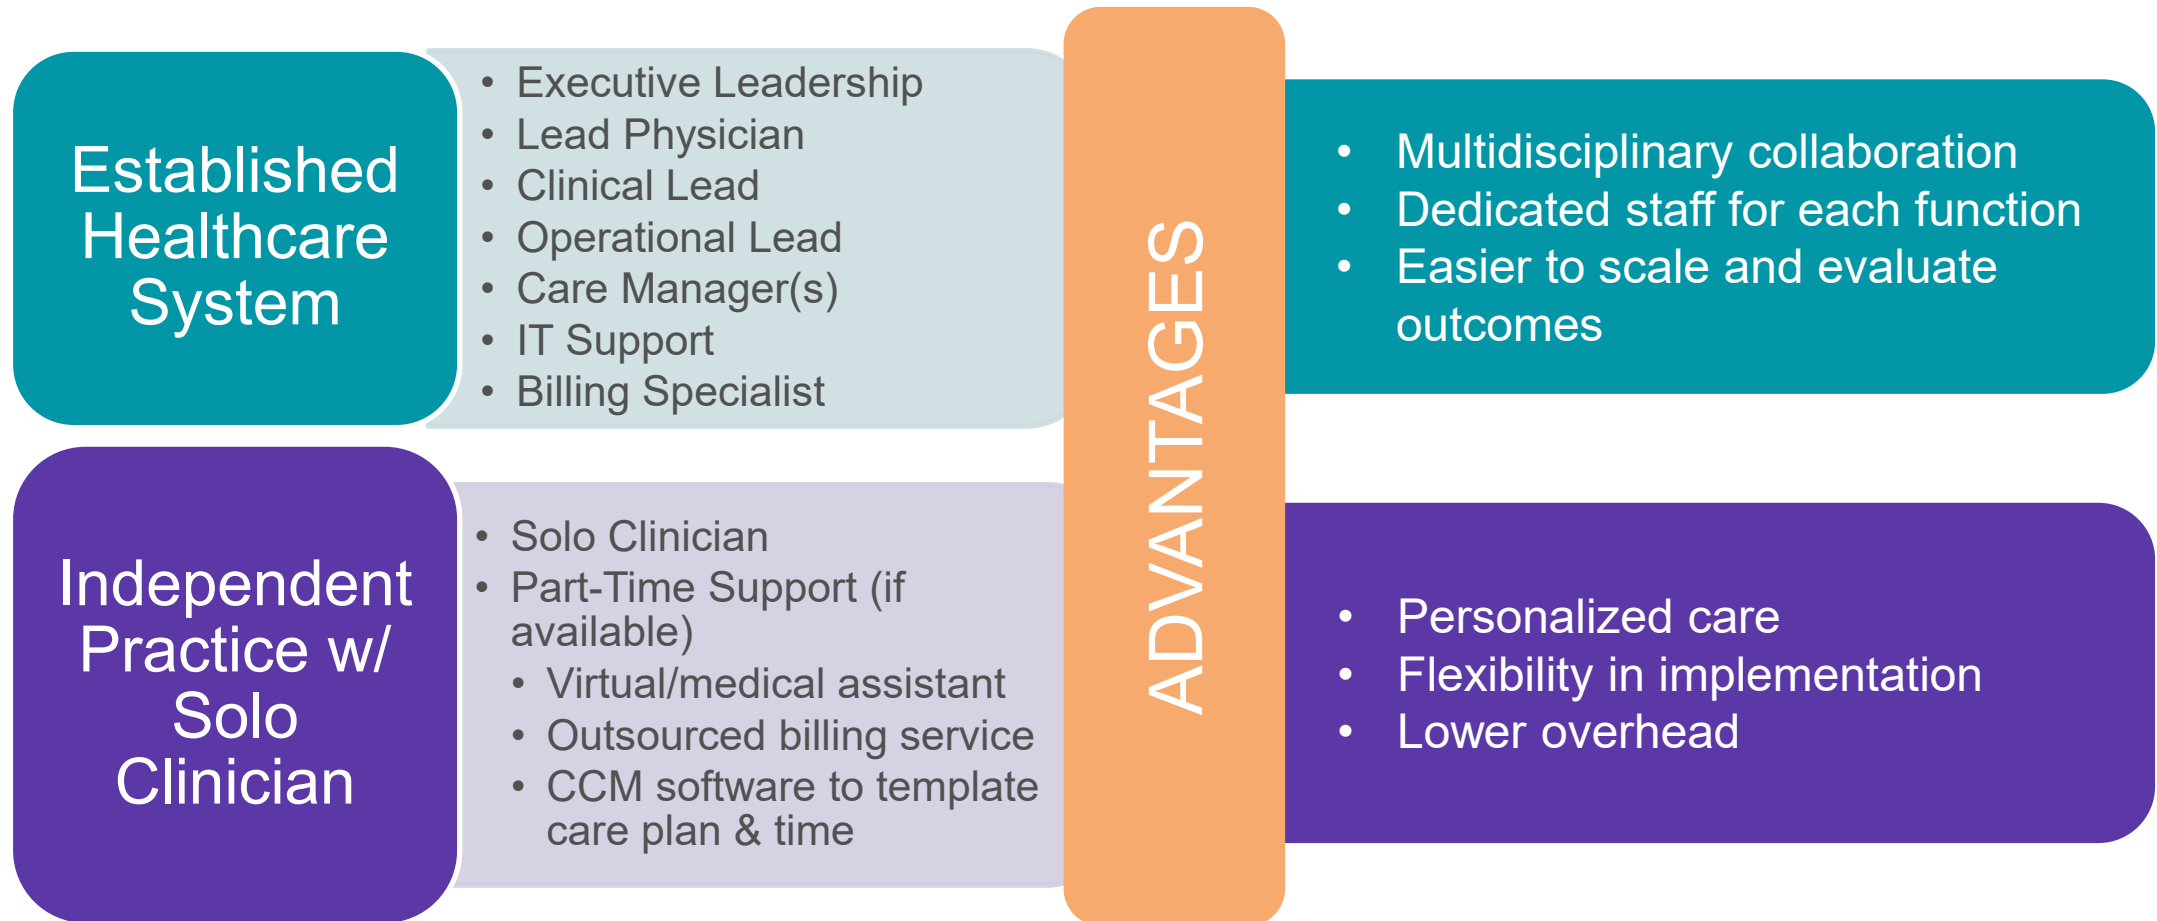 Established
Healthcare
System
• Executive Leadership
• Lead Physician
• Clinical Lead
• Operational Lead
• Care Manager(s)
• IT Support
• Billing Specialist
ADVANTAGES
• Multidisciplinary collaboration
• Dedicated staff for each function
• Easier to scale and evaluate
outcomes
Independent
Practice w/
Solo
Clinician
• Solo Clinician
• Part-Time Support (if
available)
• Virtual/medical assistant
• Outsourced billing service
• CCM software to template
care plan & time
• Personalized care
• Flexibility in implementation
• Lower overhead